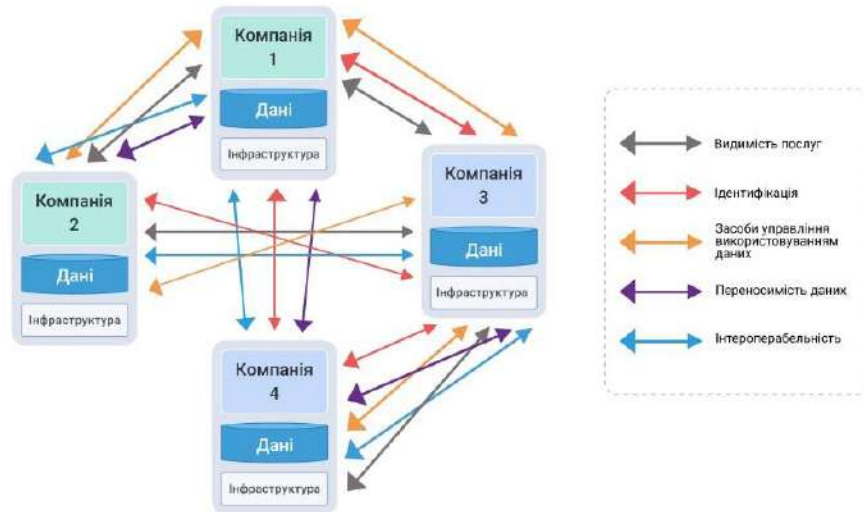 Компанія
1
Дані
Інфраструктура
Компанія
2
Дані
Інфраструктура
Компанія
3
Дані
Інфраструктура
Компанія
4
Дані
Інфраструктура
Видимість послуг
Ідентифікація
Засоби управління
використовуванням
даних
Переносимість даних
Інтероперабельність